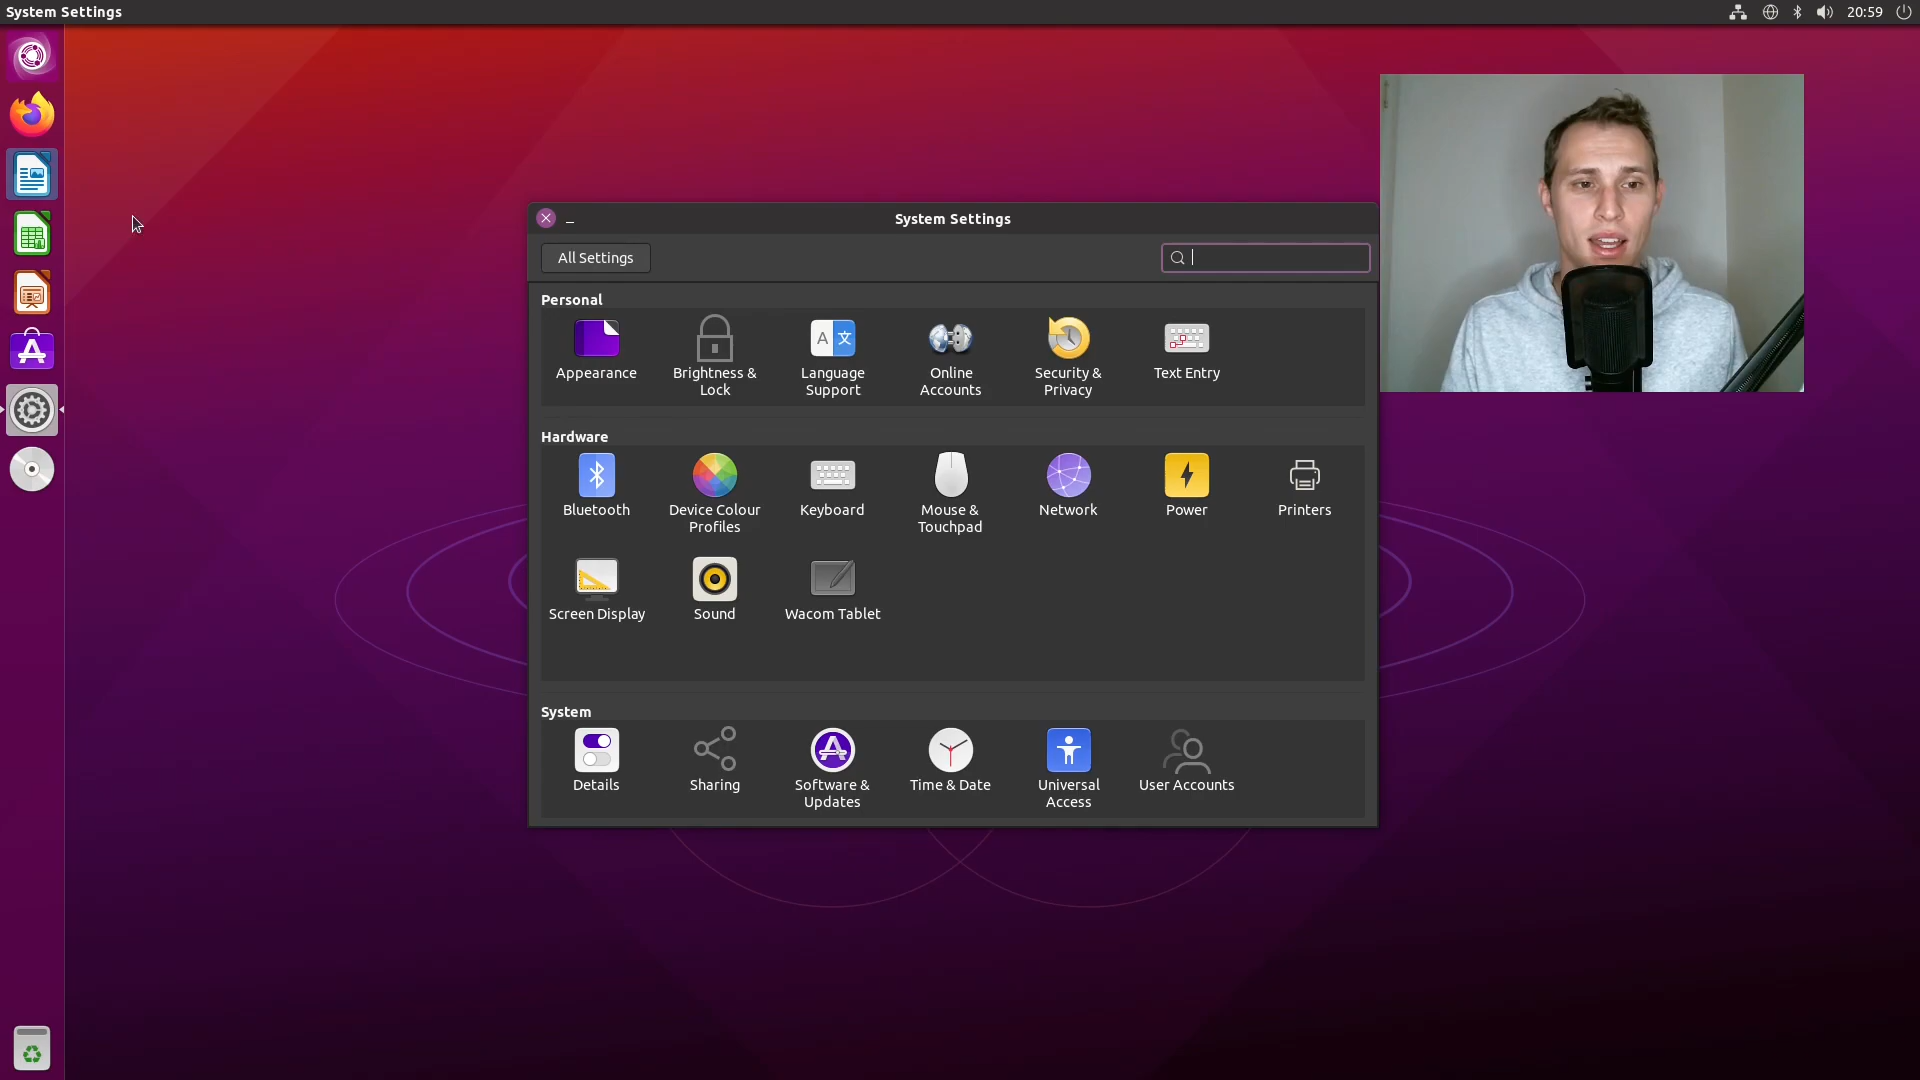 System Settings
20:59
System Settings
All Settings
Personal
Appearance
Brightness &
Lock
Language
Support
Online
Accounts
Security &
Privacy
Text Entry
Hardware
Bluetooth
Device Colour
Profiles
Keyboard
Mouse &
Touchpad
Network
Power
Printers
Screen Display
Sound
Wacom Tablet
System
Details
Sharing
Software &
Updates
Time & Date
Universal
Access
User Accounts